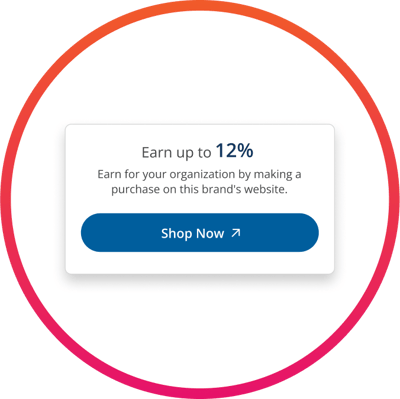 Earn up to 12%
Earn for your organization by making a
purchase on this brand's website.
Shop Now